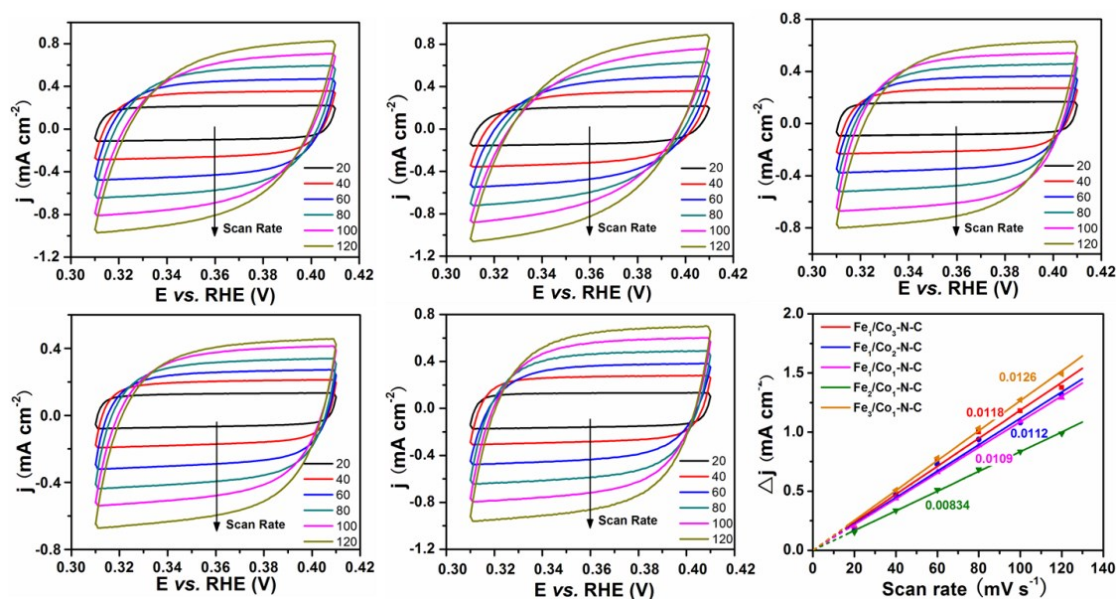 0.8
0.4
0.0
-0.4
-0.8
-1.2
j (mA cm⁻²)
20
40
60
80
100
120
Scan Rate
0.30 0.32 0.34 0.36 0.38 0.40 0.42
E vs. RHE (V)
0.8
0.4
0.0
-0.4
-0.8
-1.2
j (mA cm⁻²)
20
40
60
80
100
120
Scan Rate
0.30 0.32 0.34 0.36 0.38 0.40 0.42
E vs. RHE (V)
0.8
0.4
0.0
-0.4
-0.8
j (mA cm⁻²)
20
40
60
80
100
120
Scan Rate
0.30 0.32 0.34 0.36 0.38 0.40 0.42
E vs. RHE (V)
0.4
0.0
-0.4
-0.8
j (mA cm⁻²)
20
40
60
80
100
120
Scan Rate
0.30 0.32 0.34 0.36 0.38 0.40 0.42
E vs. RHE (V)
0.8
0.4
0.0
-0.4
-0.8
-1.2
j (mA cm⁻²)
20
40
60
80
100
120
Scan Rate
0.30 0.32 0.34 0.36 0.38 0.40 0.42
E vs. RHE (V)
2.0
1.5
1.0
0.5
0.0
△j (mA cm⁻²)
Fe₁/Co₃-N-C
Fe₁/Co₂-N-C
Fe₁/Co₁-N-C
Fe₂/Co₁-N-C
Fe₃/Co₁-N-C
0.0126
0.0118
0.0112
0.0109
0.00834
0 20 40 60 80 100 120 140
Scan rate (mV s⁻¹)